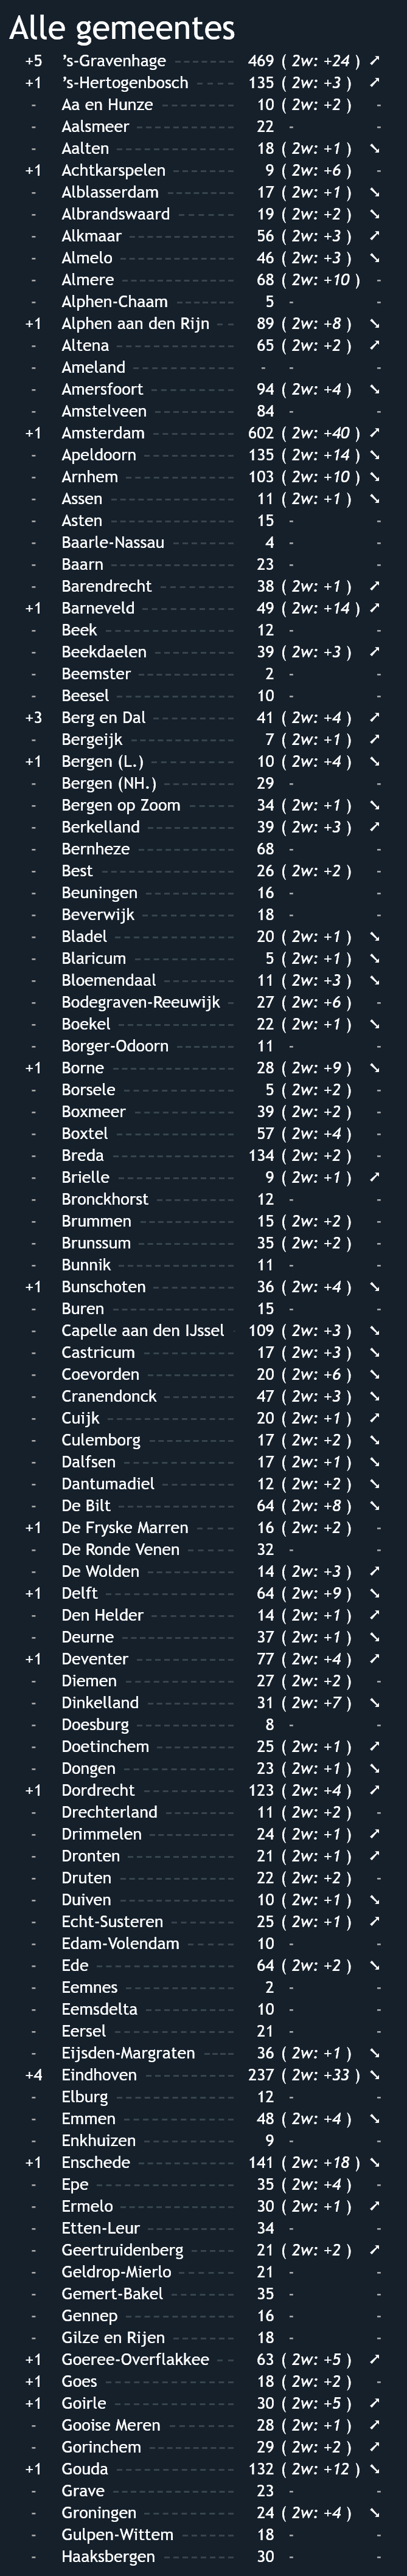 Alle gemeentes
+5 ’s-Gravenhage 469 ( 2w: +24 ) ➚
+1 ’s-Hertogenbosch 135 ( 2w: +3 ) ➚
- Aa en Hunze 10 ( 2w: +2 ) -
- Aalsmeer 22 - -
- Aalten 18 ( 2w: +1 ) ➘
+1 Achtkarspelen 9 ( 2w: +6 ) -
- Alblasserdam 17 ( 2w: +1 ) ➘
- Albrandswaard 19 ( 2w: +2 ) ➘
- Alkmaar 56 ( 2w: +3 ) ➚
- Almelo 46 ( 2w: +3 ) ➘
- Almere 68 ( 2w: +10 ) -
- Alphen-Chaam 5 - -
+1 Alphen aan den Rijn 89 ( 2w: +8 ) ➘
- Altena 65 ( 2w: +2 ) ➚
- Ameland - - -
- Amersfoort 94 ( 2w: +4 ) ➘
- Amstelveen 84 - -
+1 Amsterdam 602 ( 2w: +40 ) ➚
- Apeldoorn 135 ( 2w: +14 ) ➘
- Arnhem 103 ( 2w: +10 ) ➘
- Assen 11 ( 2w: +1 ) ➘
- Asten 15 - -
- Baarle-Nassau 4 - -
- Baarn 23 - -
- Barendrecht 38 ( 2w: +1 ) ➚
+1 Barneveld 49 ( 2w: +14 ) ➚
- Beek 12 - -
- Beekdaelen 39 ( 2w: +3 ) ➚
- Beemster 2 - -
- Beesel 10 - -
+3 Berg en Dal 41 ( 2w: +4 ) ➚
- Bergeijk 7 ( 2w: +1 ) ➚
+1 Bergen (L.) 10 ( 2w: +4 ) ➘
- Bergen (NH.) 29 - -
- Bergen op Zoom 34 ( 2w: +1 ) ➘
- Berkelland 39 ( 2w: +3 ) ➚
- Bernheze 68 - -
- Best 26 ( 2w: +2 ) -
- Beuningen 16 - -
- Beverwijk 18 - -
- Bladel 20 ( 2w: +1 ) ➘
- Blaricum 5 ( 2w: +1 ) ➘
- Bloemendaal 11 ( 2w: +3 ) ➘
- Bodegraven-Reeuwijk 27 ( 2w: +6 ) -
- Boekel 22 ( 2w: +1 ) ➘
- Borger-Odoorn 11 - -
+1 Borne 28 ( 2w: +9 ) ➘
- Borsele 5 ( 2w: +2 ) -
- Boxmeer 39 ( 2w: +2 ) -
- Boxtel 57 ( 2w: +4 ) -
- Breda 134 ( 2w: +2 ) -
- Brielle 9 ( 2w: +1 ) ➚
- Bronckhorst 12 - -
- Brummen 15 ( 2w: +2 ) -
- Brunssum 35 ( 2w: +2 ) -
- Bunnik 11 - -
+1 Bunschoten 36 ( 2w: +4 ) ➘
- Buren 15 - -
- Capelle aan den IJssel 109 ( 2w: +3 ) ➘
- Castricum 17 ( 2w: +3 ) ➘
- Coevorden 20 ( 2w: +6 ) ➘
- Cranendonck 47 ( 2w: +3 ) ➘
- Cuijk 20 ( 2w: +1 ) ➚
- Culemborg 17 ( 2w: +2 ) ➘
- Dalfsen 17 ( 2w: +1 ) ➘
- Dantumadiel 12 ( 2w: +2 ) ➘
- De Bilt 64 ( 2w: +8 ) ➘
+1 De Fryske Marren 16 ( 2w: +2 ) -
- De Ronde Venen 32 - -
- De Wolden 14 ( 2w: +3 ) ➚
+1 Delft 64 ( 2w: +9 ) ➘
- Den Helder 14 ( 2w: +1 ) ➚
- Deurne 37 ( 2w: +1 ) ➘
+1 Deventer 77 ( 2w: +4 ) ➚
- Diemen 27 ( 2w: +2 ) -
- Dinkelland 31 ( 2w: +7 ) ➘
- Doesburg 8 - -
- Doetinchem 25 ( 2w: +1 ) ➚
- Dongen 23 ( 2w: +1 ) ➘
+1 Dordrecht 123 ( 2w: +4 ) ➚
- Drechterland 11 ( 2w: +2 ) -
- Drimmelen 24 ( 2w: +1 ) ➚
- Dronten 21 ( 2w: +1 ) ➚
- Druten 22 ( 2w: +2 ) -
- Duiven 10 ( 2w: +1 ) ➘
- Echt-Susteren 25 ( 2w: +1 ) ➚
- Edam-Volendam 10 - -
- Ede 64 ( 2w: +2 ) ➘
- Eemnes 2 - -
- Eemsdelta 10 - -
- Eersel 21 - -
- Eijsden-Margraten 36 ( 2w: +1 ) ➘
+4 Eindhoven 237 ( 2w: +33 ) ➘
- Elburg 12 - -
- Emmen 48 ( 2w: +4 ) ➘
- Enkhuizen 9 - -
+1 Enschede 141 ( 2w: +18 ) ➘
- Epe 35 ( 2w: +4 ) -
- Ermelo 30 ( 2w: +1 ) ➚
- Etten-Leur 34 - -
- Geertruidenberg 21 ( 2w: +2 ) ➚
- Geldrop-Mierlo 21 - -
- Gemert-Bakel 35 - -
- Gennep 16 - -
- Gilze en Rijen 18 - -
+1 Goeree-Overflakkee 63 ( 2w: +5 ) ➚
+1 Goes 18 ( 2w: +2 ) -
+1 Goirle 30 ( 2w: +5 ) ➚
- Gooise Meren 28 ( 2w: +1 ) ➚
- Gorinchem 29 ( 2w: +2 ) ➚
+1 Gouda 132 ( 2w: +12 ) ➘
- Grave 23 - -
- Groningen 24 ( 2w: +4 ) ➘
- Gulpen-Wittem 18 - -
- Haaksbergen 30 - -